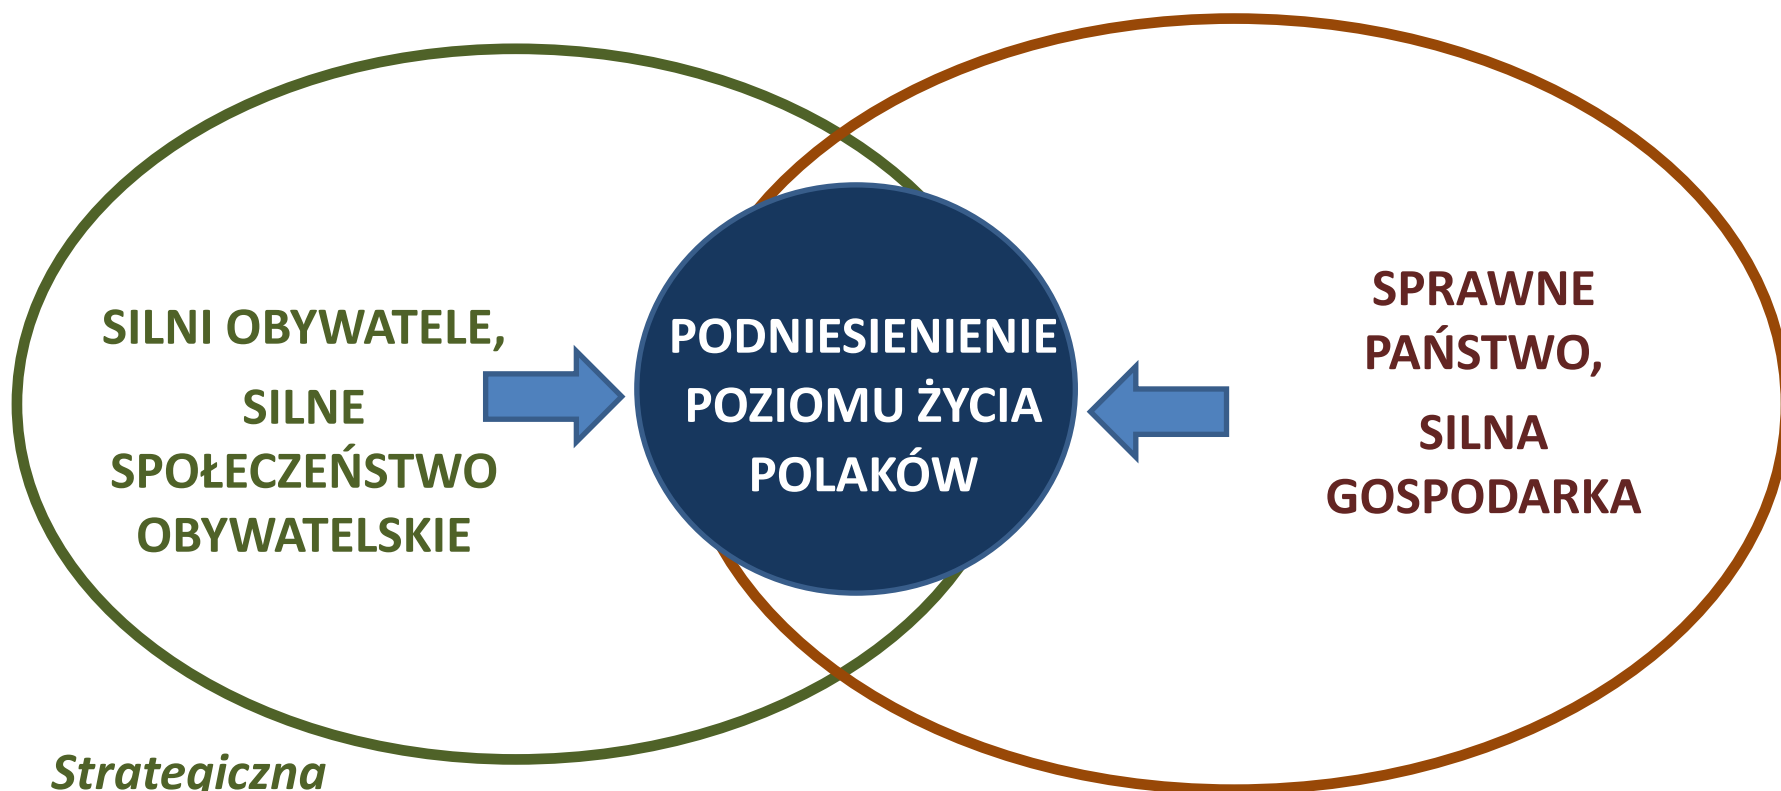 SILNI OBYWATELE,
SILNE
SPOŁECZEŃSTWO
OBYWATELSKIE
PODNIESIENIENIE
POZIOMU ŻYCIA
POLAKÓW
SPRAWNE
PAŃSTWO,
SILNA
GOSPODARKA
Strategiczna